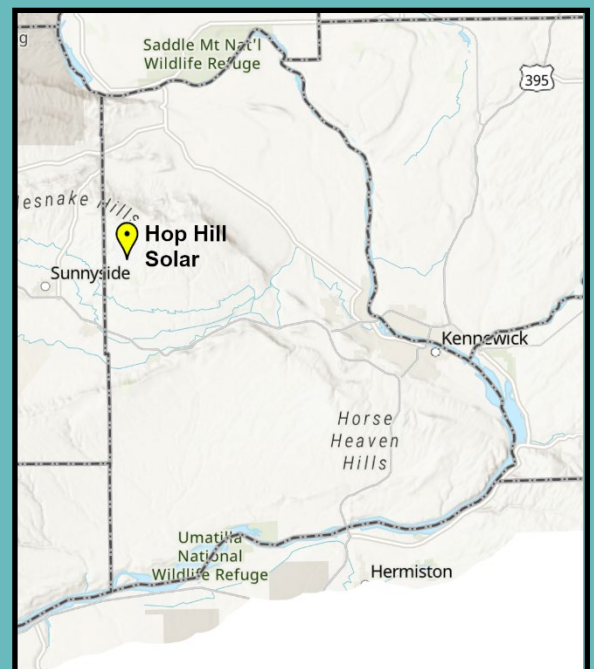 g
Saddle Mt Nat'l
Wildlife Refuge
395
esnake Hills
Hop Hill
Solar
Sunnyside
Kennewick
Horse
Heaven
Hills
Umatilla
National
Wildlife Refuge
Hermiston